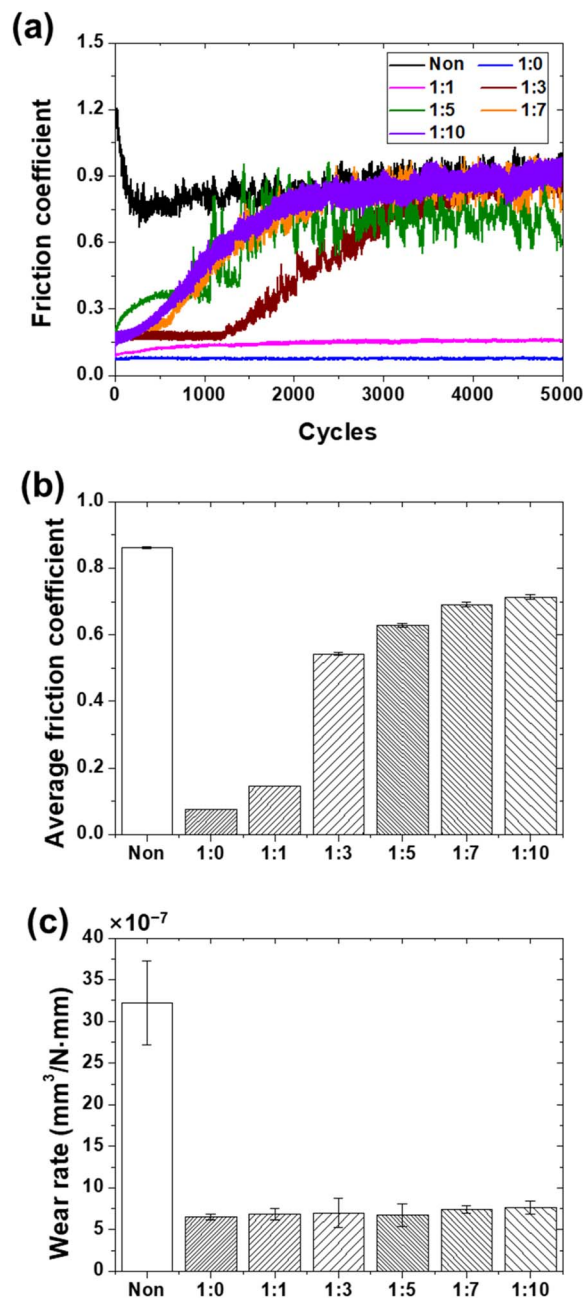 (a)
1.5
1.2
0.9
0.6
0.3
0.0
Friction coefficient
Non 1:0
1:1 1:3
1:5 1:7
1:10
0 1000 2000 3000 4000 5000
Cycles
(b)
1.0
0.8
0.6
0.4
0.2
0.0
Average friction coefficient
Non 1:0 1:1 1:3 1:5 1:7 1:10
(c)
×10⁻⁷
40
35
30
25
20
15
10
5
0
Wear rate (mm³/N·mm)
Non 1:0 1:1 1:3 1:5 1:7 1:10